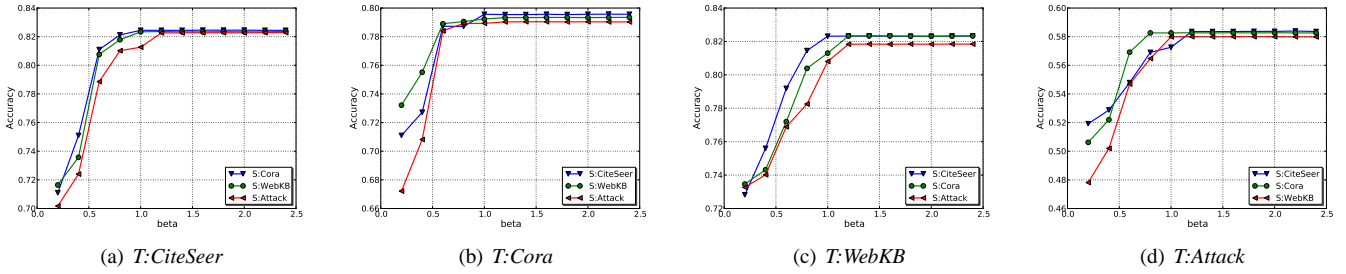 Accuracy
0.84
0.82
0.80
0.78
0.76
0.74
0.72
0.70
0.0 0.5 1.0 1.5 2.0 2.5
beta
S:Cora
S:WebKB
S:Attack
(a) T:CiteSeer
Accuracy
0.80
0.78
0.76
0.74
0.72
0.70
0.68
0.66
0.0 0.5 1.0 1.5 2.0 2.5
beta
S:CiteSeer
S:WebKB
S:Attack
(b) T:Cora
Accuracy
0.84
0.82
0.80
0.78
0.76
0.74
0.72
0.0 0.5 1.0 1.5 2.0 2.5
beta
S:CiteSeer
S:Cora
S:Attack
(c) T:WebKB
Accuracy
0.60
0.58
0.56
0.54
0.52
0.50
0.48
0.46
0.0 0.5 1.0 1.5 2.0 2.5
beta
S:CiteSeer
S:Cora
S:WebKB
(d) T:Attack